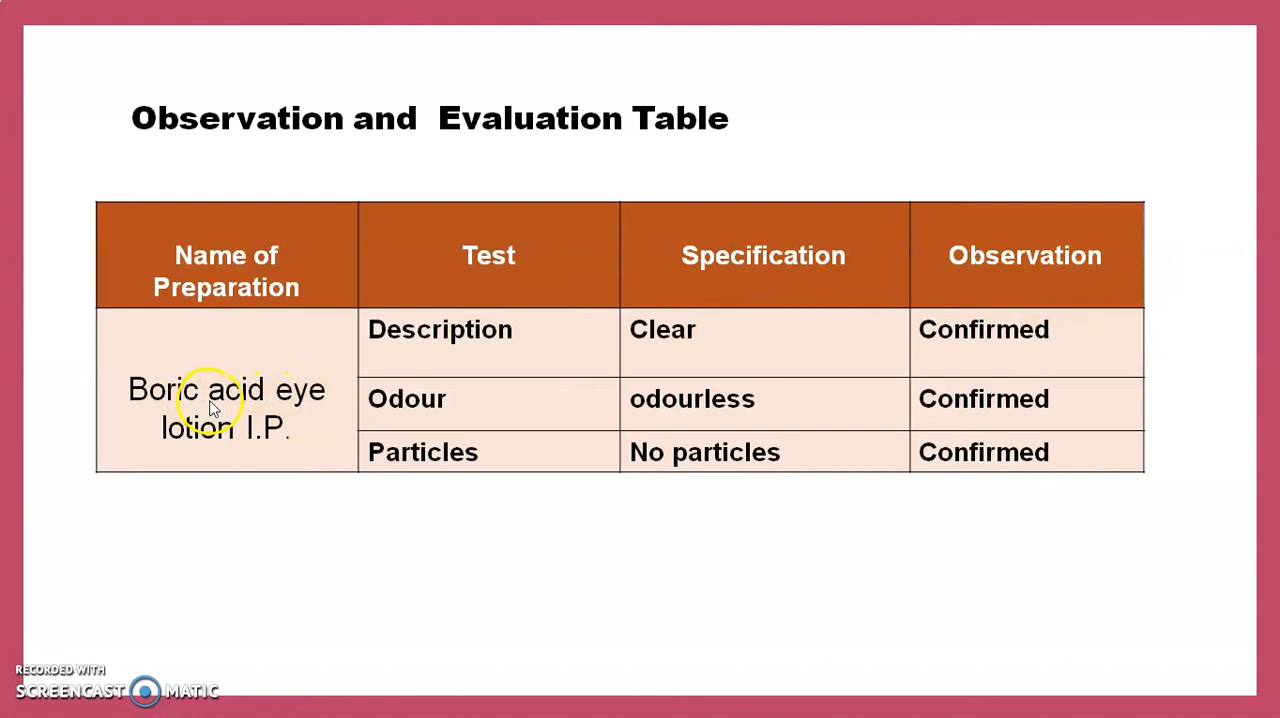 Observation and Evaluation Table
Name of Preparation
Test
Specification
Observation
Boric acid eye
lotion I.P.
Description
Clear
Confirmed
Odour
odourless
Confirmed
Particles
No particles
Confirmed
RECORDED WITH
SCREENCAST MATIC